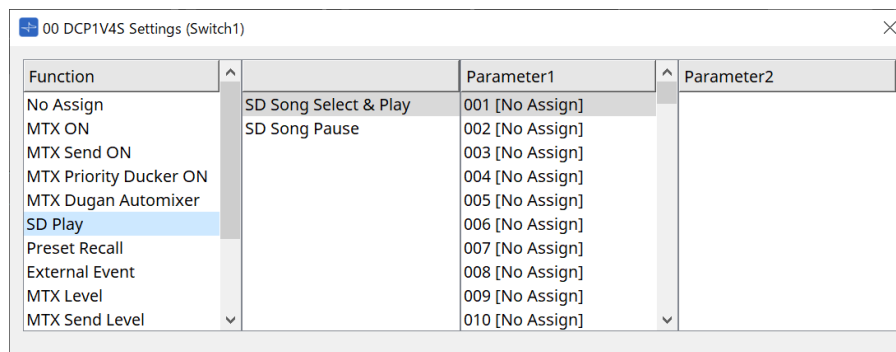 00 DCP1V4S Settings (Switch1)
Function Parameter1 Parameter2
No Assign SD Song Select & Play 001 [No Assign]
MTX ON SD Song Pause 002 [No Assign]
MTX Send ON 003 [No Assign]
MTX Priority Ducker ON 004 [No Assign]
MTX Dugan Automixer 005 [No Assign]
SD Play 006 [No Assign]
Preset Recall 007 [No Assign]
External Event 008 [No Assign]
MTX Level 009 [No Assign]
MTX Send Level 010 [No Assign]